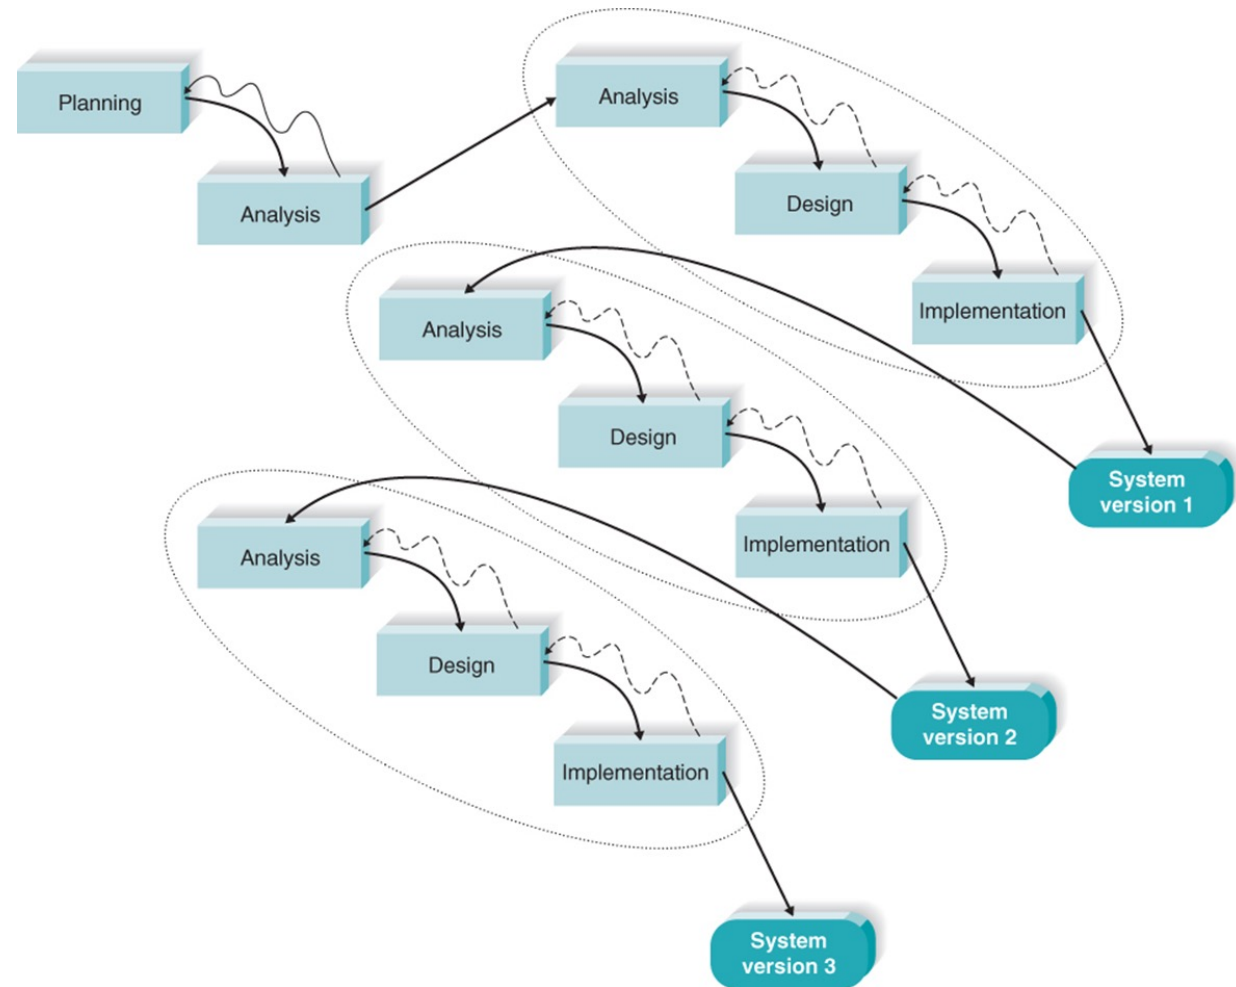 Planning
Analysis
Analysis
Design
Implementation
System
version 1
Analysis
Design
Implementation
System
version 2
Analysis
Design
Implementation
System
version 3